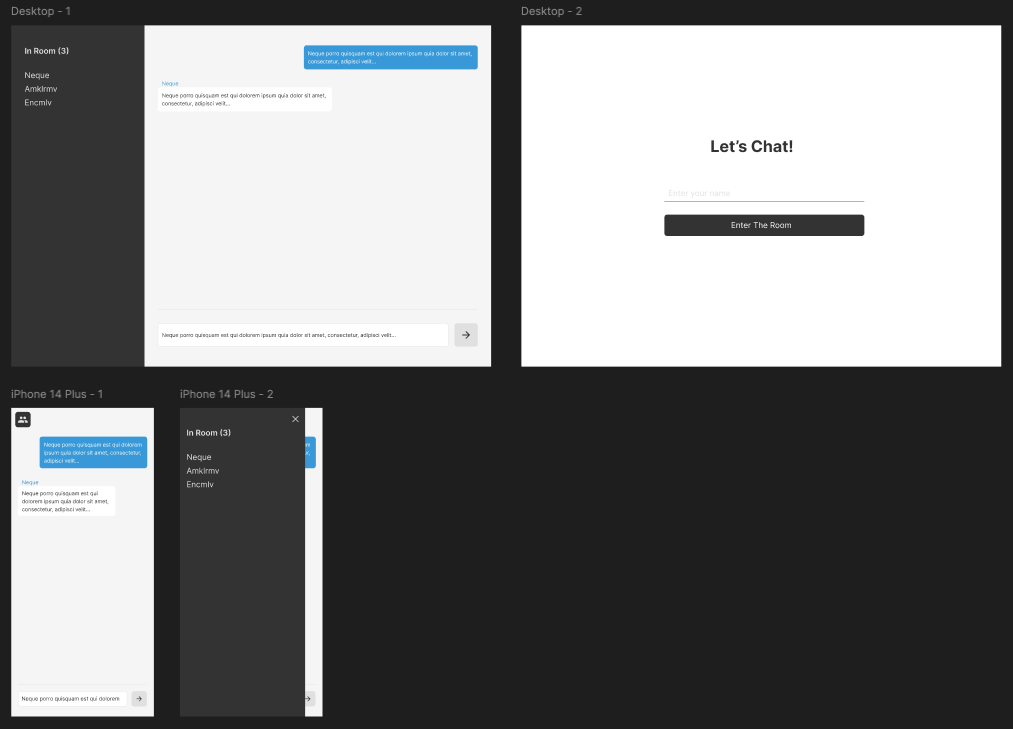 Desktop - 1
In Room (3)
Neque
Amklrmv
Encmlv
Neque porro quisquam est qui dolorem ipsum quia dolor sit amet,
consectetur, adipisci velit...
Neque
Neque porro quisquam est qui dolorem ipsum quia dolor sit amet,
consectetur, adipisci velit...
Neque porro quisquam est qui dolorem ipsum quia dolor sit amet, consectetur, adipisci velit...
Desktop - 2
Let's Chat!
Enter your name
Enter The Room
iPhone 14 Plus - 1
Neque porro quisquam est qui dolorem
ipsum quia dolor sit amet, consectetur,
adipisci velit...
Neque
Neque porro quisquam est qui
dolorem ipsum quia dolor sit amet,
consectetur, adipisci velit...
Neque porro quisquam est qui dolorem
iPhone 14 Plus - 2
In Room (3)
Neque
Amklrmv
Encmlv